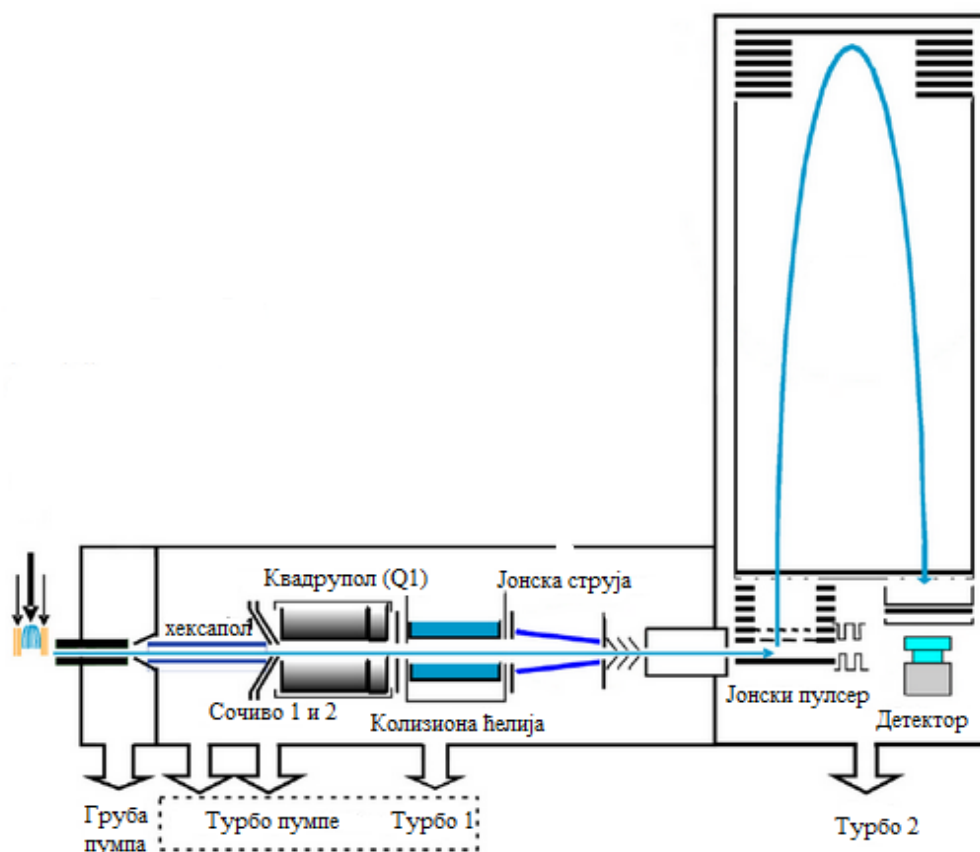 Квадрупол (Q1)
Јонска струја
хексапол
Сочиво 1 и 2
Колизиона ћелија
Јонски пулсер
Детектор
Груба
пумпа
Турбо пумпе
Турбо 1
Турбо 2